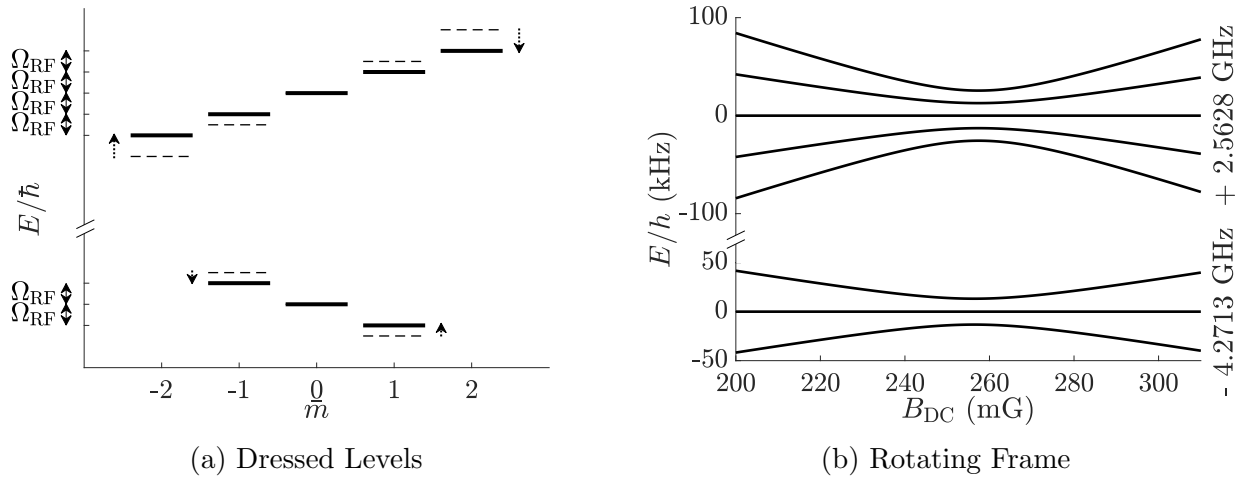 Ω_RF
Ω_RF
Ω_RF
Ω_RF
Ω_RF
Ω_RF
E/ħ
-2 -1 0 1 2
m̄
(a) Dressed Levels
100
0
-100
50
0
-50
E/h (kHz)
+ 2.5628 GHz
- 4.2713 GHz
200 220 240 260 280 300
B_DC (mG)
(b) Rotating Frame